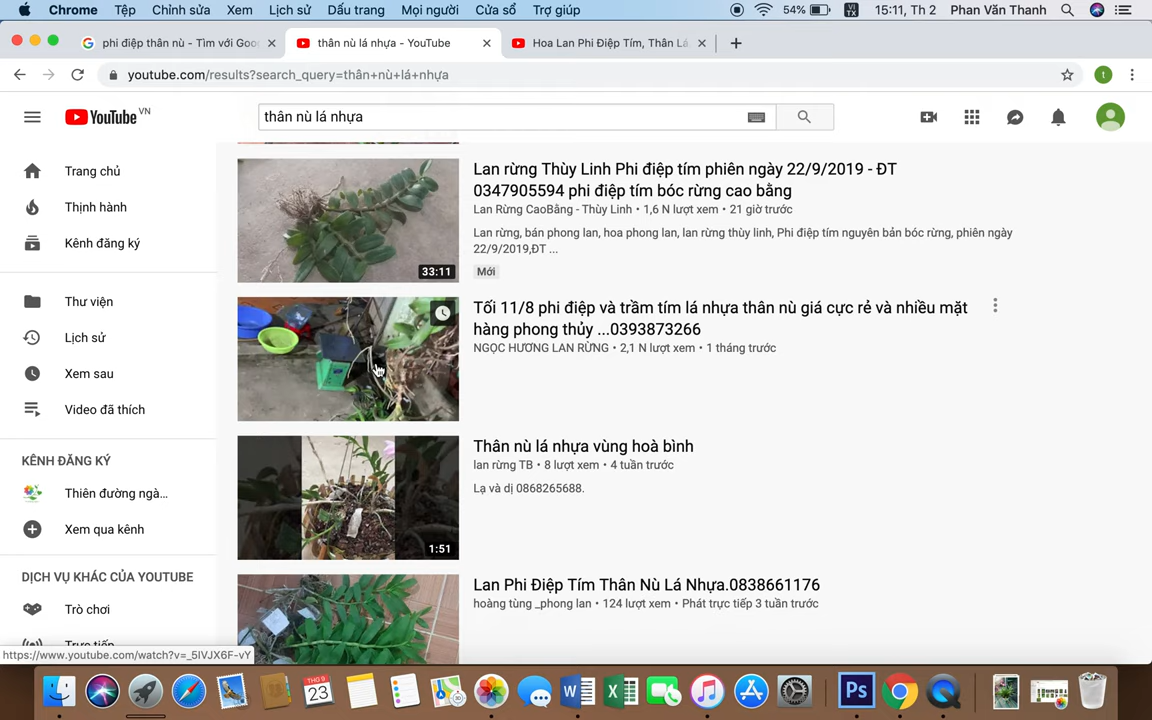 Chrome Tệp Chỉnh sửa Xem Lịch sử Dấu trang Mọi người Cửa sổ Trợ giúp 54% VI TX 15:11, Th 2 Phan Văn Thanh
phi điệp thân nù - Tìm với Goo
thân nù lá nhựa - YouTube
Hoa Lan Phi Điệp Tím, Thân Lá
youtube.com/results?search_query=thân+nù+lá+nhựa
t
YouTube VN
thân nù lá nhựa
Trang chủ
Thịnh hành
Kênh đăng ký
Thư viện
Lịch sử
Xem sau
Video đã thích
KÊNH ĐĂNG KÝ
Thiên đường ngà...
Xem qua kênh
DỊCH VỤ KHÁC CỦA YOUTUBE
Trò chơi
Trực tiếp
33:11
Lan rừng Thùy Linh Phi điệp tím phiên ngày 22/9/2019 - ĐT
0347905594 phi điệp tím bóc rừng cao bằng
Lan Rừng CaoBằng - Thùy Linh • 1,6 N lượt xem • 21 giờ trước
Lan rừng, bán phong lan, hoa phong lan, lan rừng thùy linh, Phi điệp tím nguyên bản bóc rừng, phiên ngày
22/9/2019,ĐT ...
Mới
Tối 11/8 phi điệp và trầm tím lá nhựa thân nù giá cực rẻ và nhiều mặt
hàng phong thủy ...0393873266
NGỌC HƯƠNG LAN RỪNG • 2,1 N lượt xem • 1 tháng trước
1:51
Thân nù lá nhựa vùng hoà bình
lan rừng TB • 8 lượt xem • 4 tuần trước
Lạ và dị 0868265688.
Lan Phi Điệp Tím Thân Nù Lá Nhựa.0838661176
hoàng tùng _phong lan • 124 lượt xem • Phát trực tiếp 3 tuần trước
https://www.youtube.com/watch?v=_5IVJX6F-vY
THG 9
23
Ps